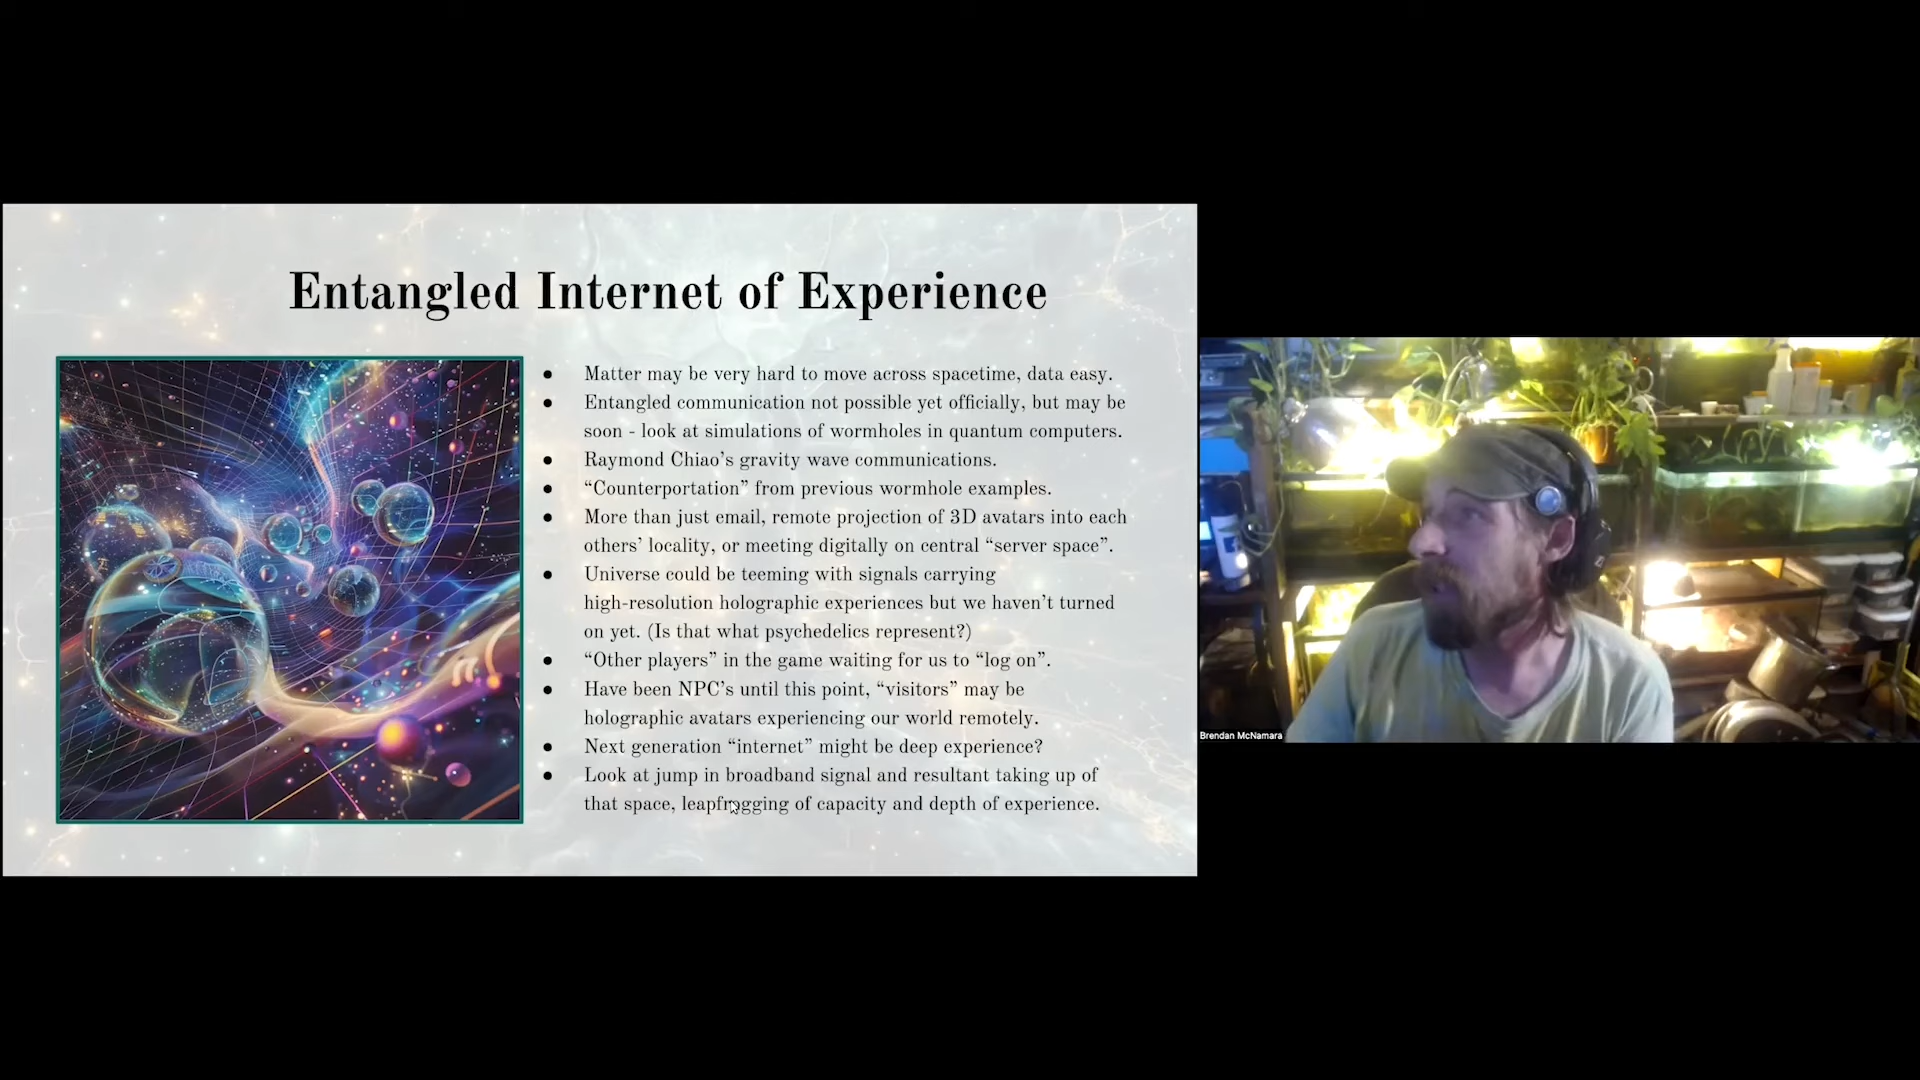 Entangled Internet of Experience
● Matter may be very hard to move across spacetime, data easy.
● Entangled communication not possible yet officially, but may be
soon - look at simulations of wormholes in quantum computers.
● Raymond Chiao’s gravity wave communications.
● “Counterportation” from previous wormhole examples.
● More than just email, remote projection of 3D avatars into each
others’ locality, or meeting digitally on central “server space”.
● Universe could be teeming with signals carrying
high-resolution holographic experiences but we haven’t turned
on yet. (Is that what psychedelics represent?)
● “Other players” in the game waiting for us to “log on”.
● Have been NPC’s until this point, “visitors” may be
holographic avatars experiencing our world remotely.
● Next generation “internet” might be deep experience?
● Look at jump in broadband signal and resultant taking up of
that space, leapfrogging of capacity and depth of experience.
Brendan McNamara